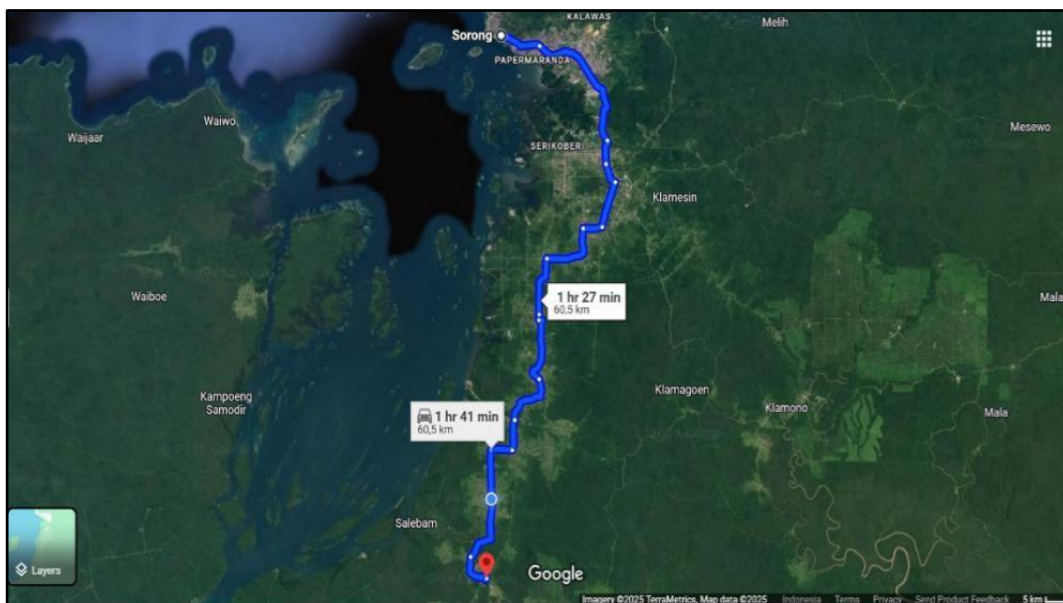 KALAWAS
Melih
Sorong
PAPERMARANDA
Waiwo
Waijaar
Mesewo
SERIKOBERI
Klamesin
Waiboe
1 hr 27 min
60,5 km
Mala
Kampoeng
Samodir
Klamagoen
Klamono
Mala
1 hr 41 min
60,5 km
Salebam
Layers
Google
Imagery ©2025 TerraMetrics, Map data ©2025 Indonesia Terms Privacy Send Product Feedback 5 km